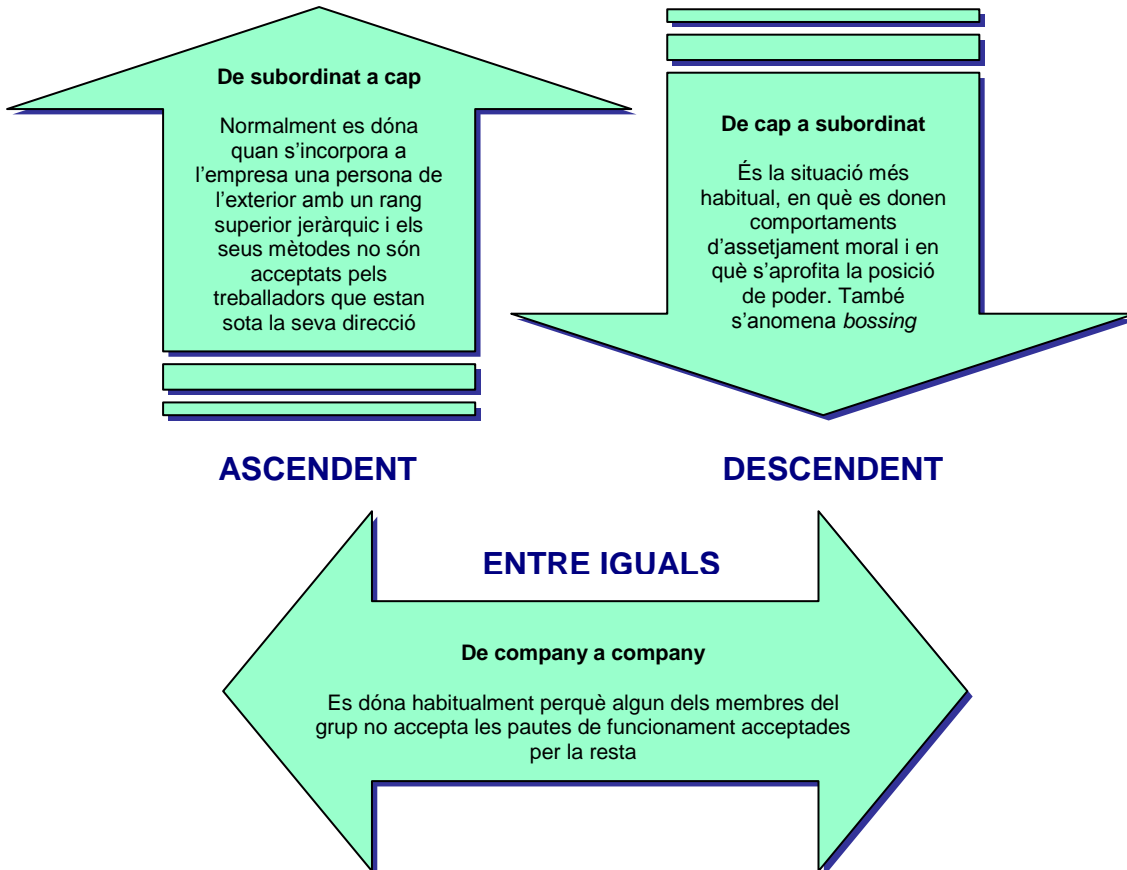 De subordinat a cap
Normalment es dóna
quan s'incorpora a
l'empresa una persona de
l'exterior amb un rang
superior jeràrquic i els
seus mètodes no són
acceptats pels
treballadors que estan
sota la seva direcció
De cap a subordinat
És la situació més
habitual, en què es donen
comportaments
d'assetjament moral i en
què s'aprofita la posició
de poder. També
s'anomena bossing
ASCENDENT
DESCENDENT
ENTRE IGUALS
De company a company
Es dóna habitualment perquè algun dels membres del
grup no accepta les pautes de funcionament acceptades
per la resta